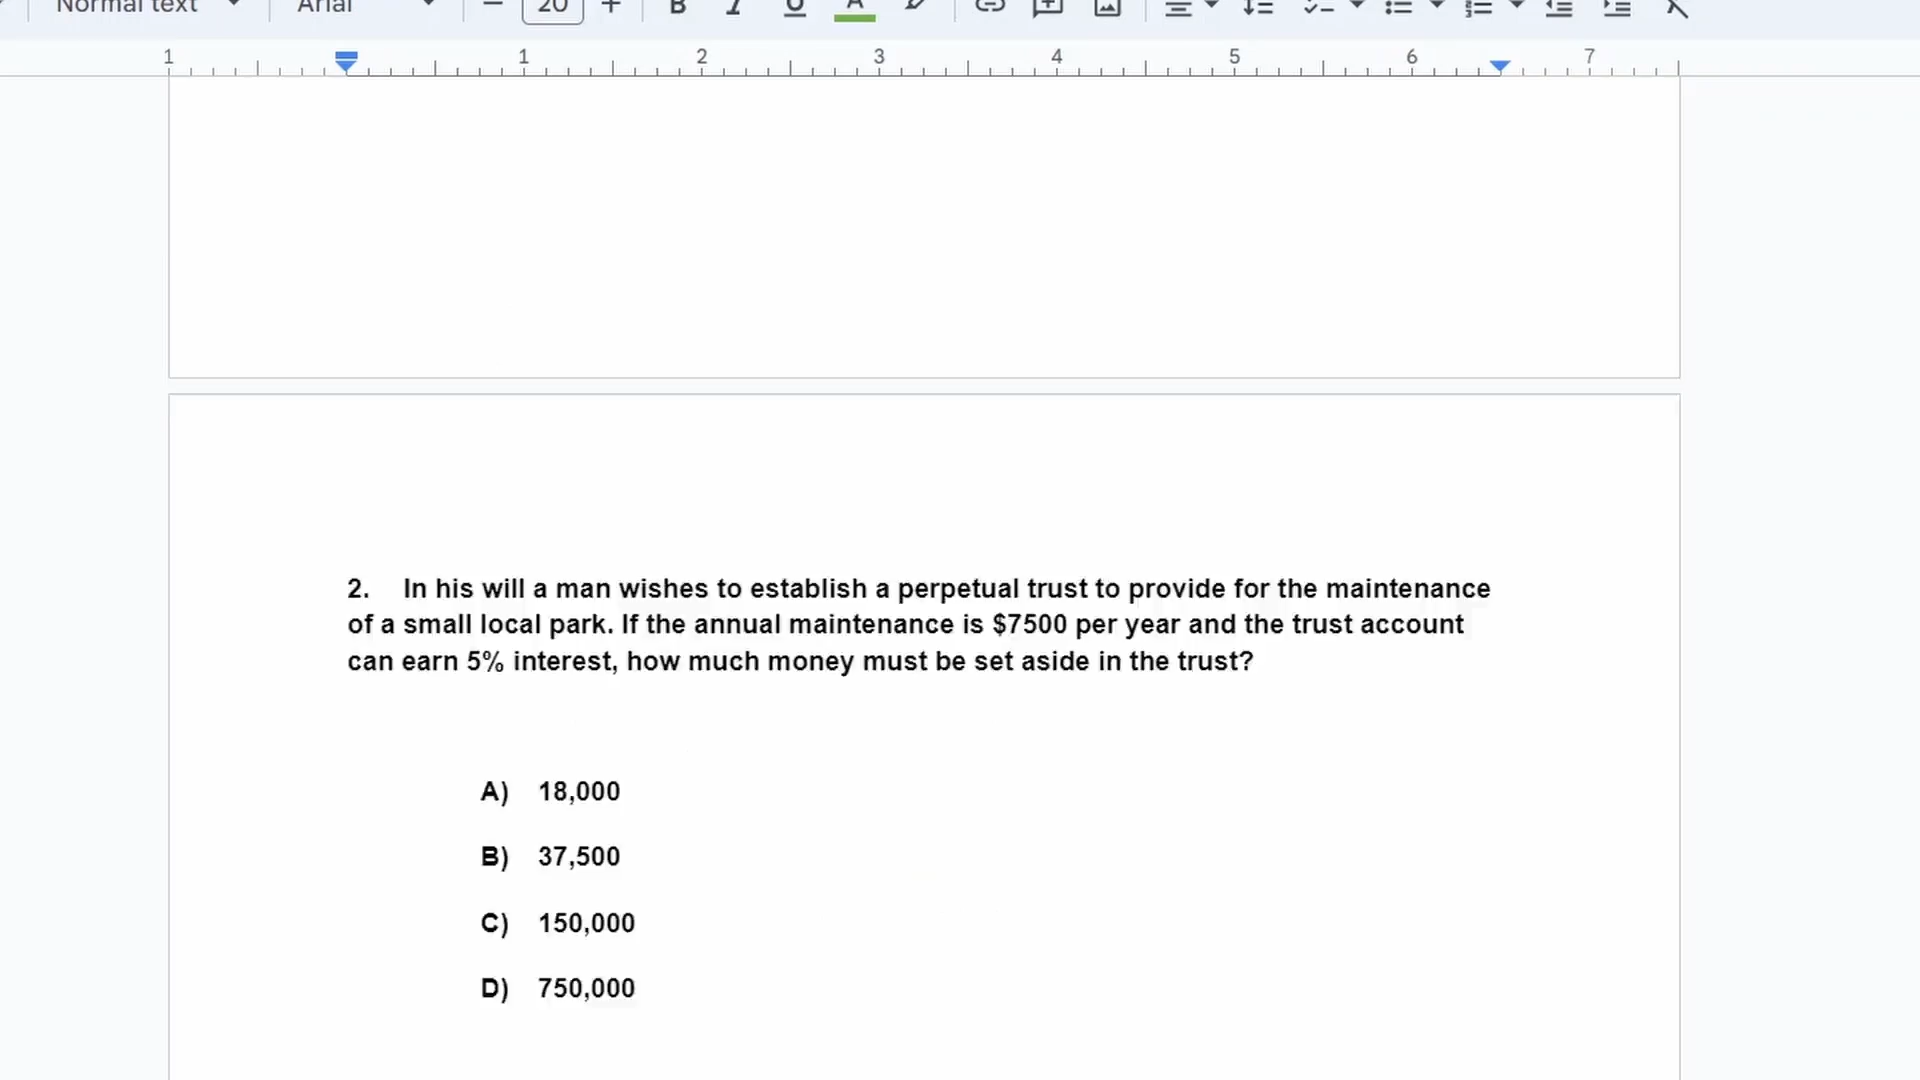 Normal text
Arial
20
1 1 2 3 4 5 6 7
2. In his will a man wishes to establish a perpetual trust to provide for the maintenance
of a small local park. If the annual maintenance is $7500 per year and the trust account
can earn 5% interest, how much money must be set aside in the trust?
A) 18,000
B) 37,500
C) 150,000
D) 750,000